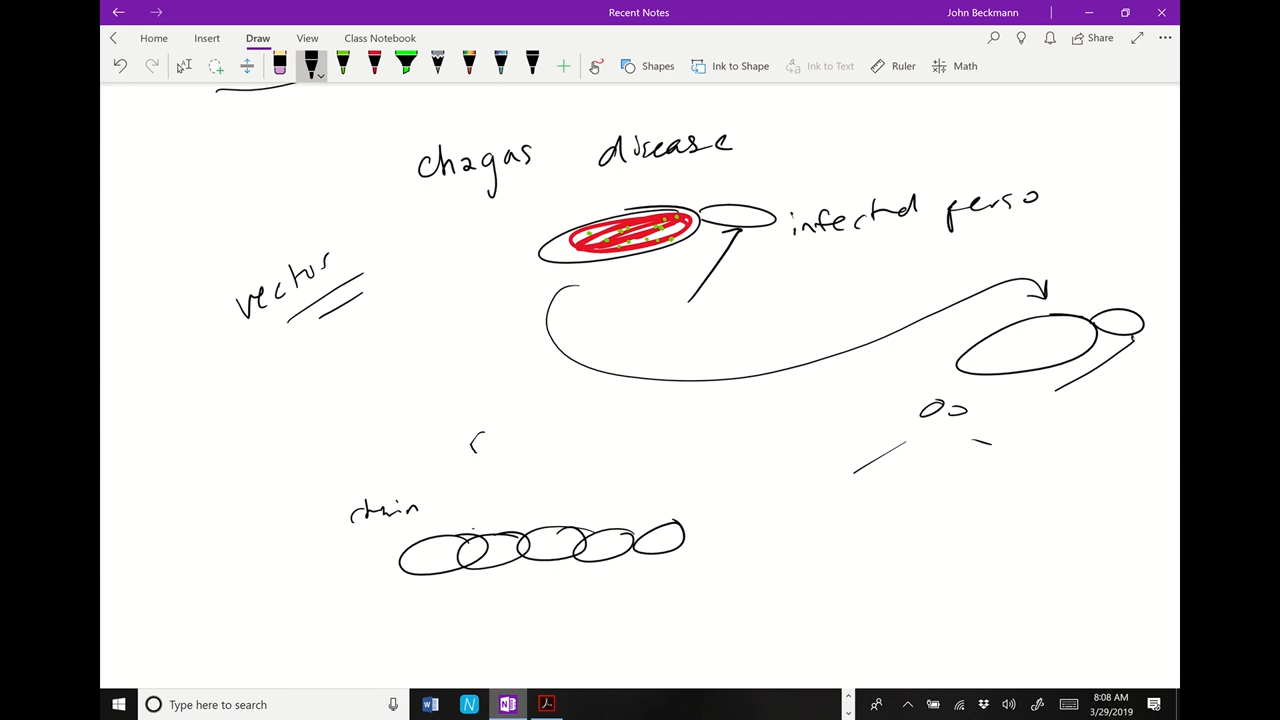 Recent Notes
John Beckmann
Home Insert Draw View Class Notebook
Share
Shapes
Ink to Shape
Ink to Text
Ruler
Math
chagas disease
infected perso
vector
chain
Type here to search
8:08 AM
3/29/2019